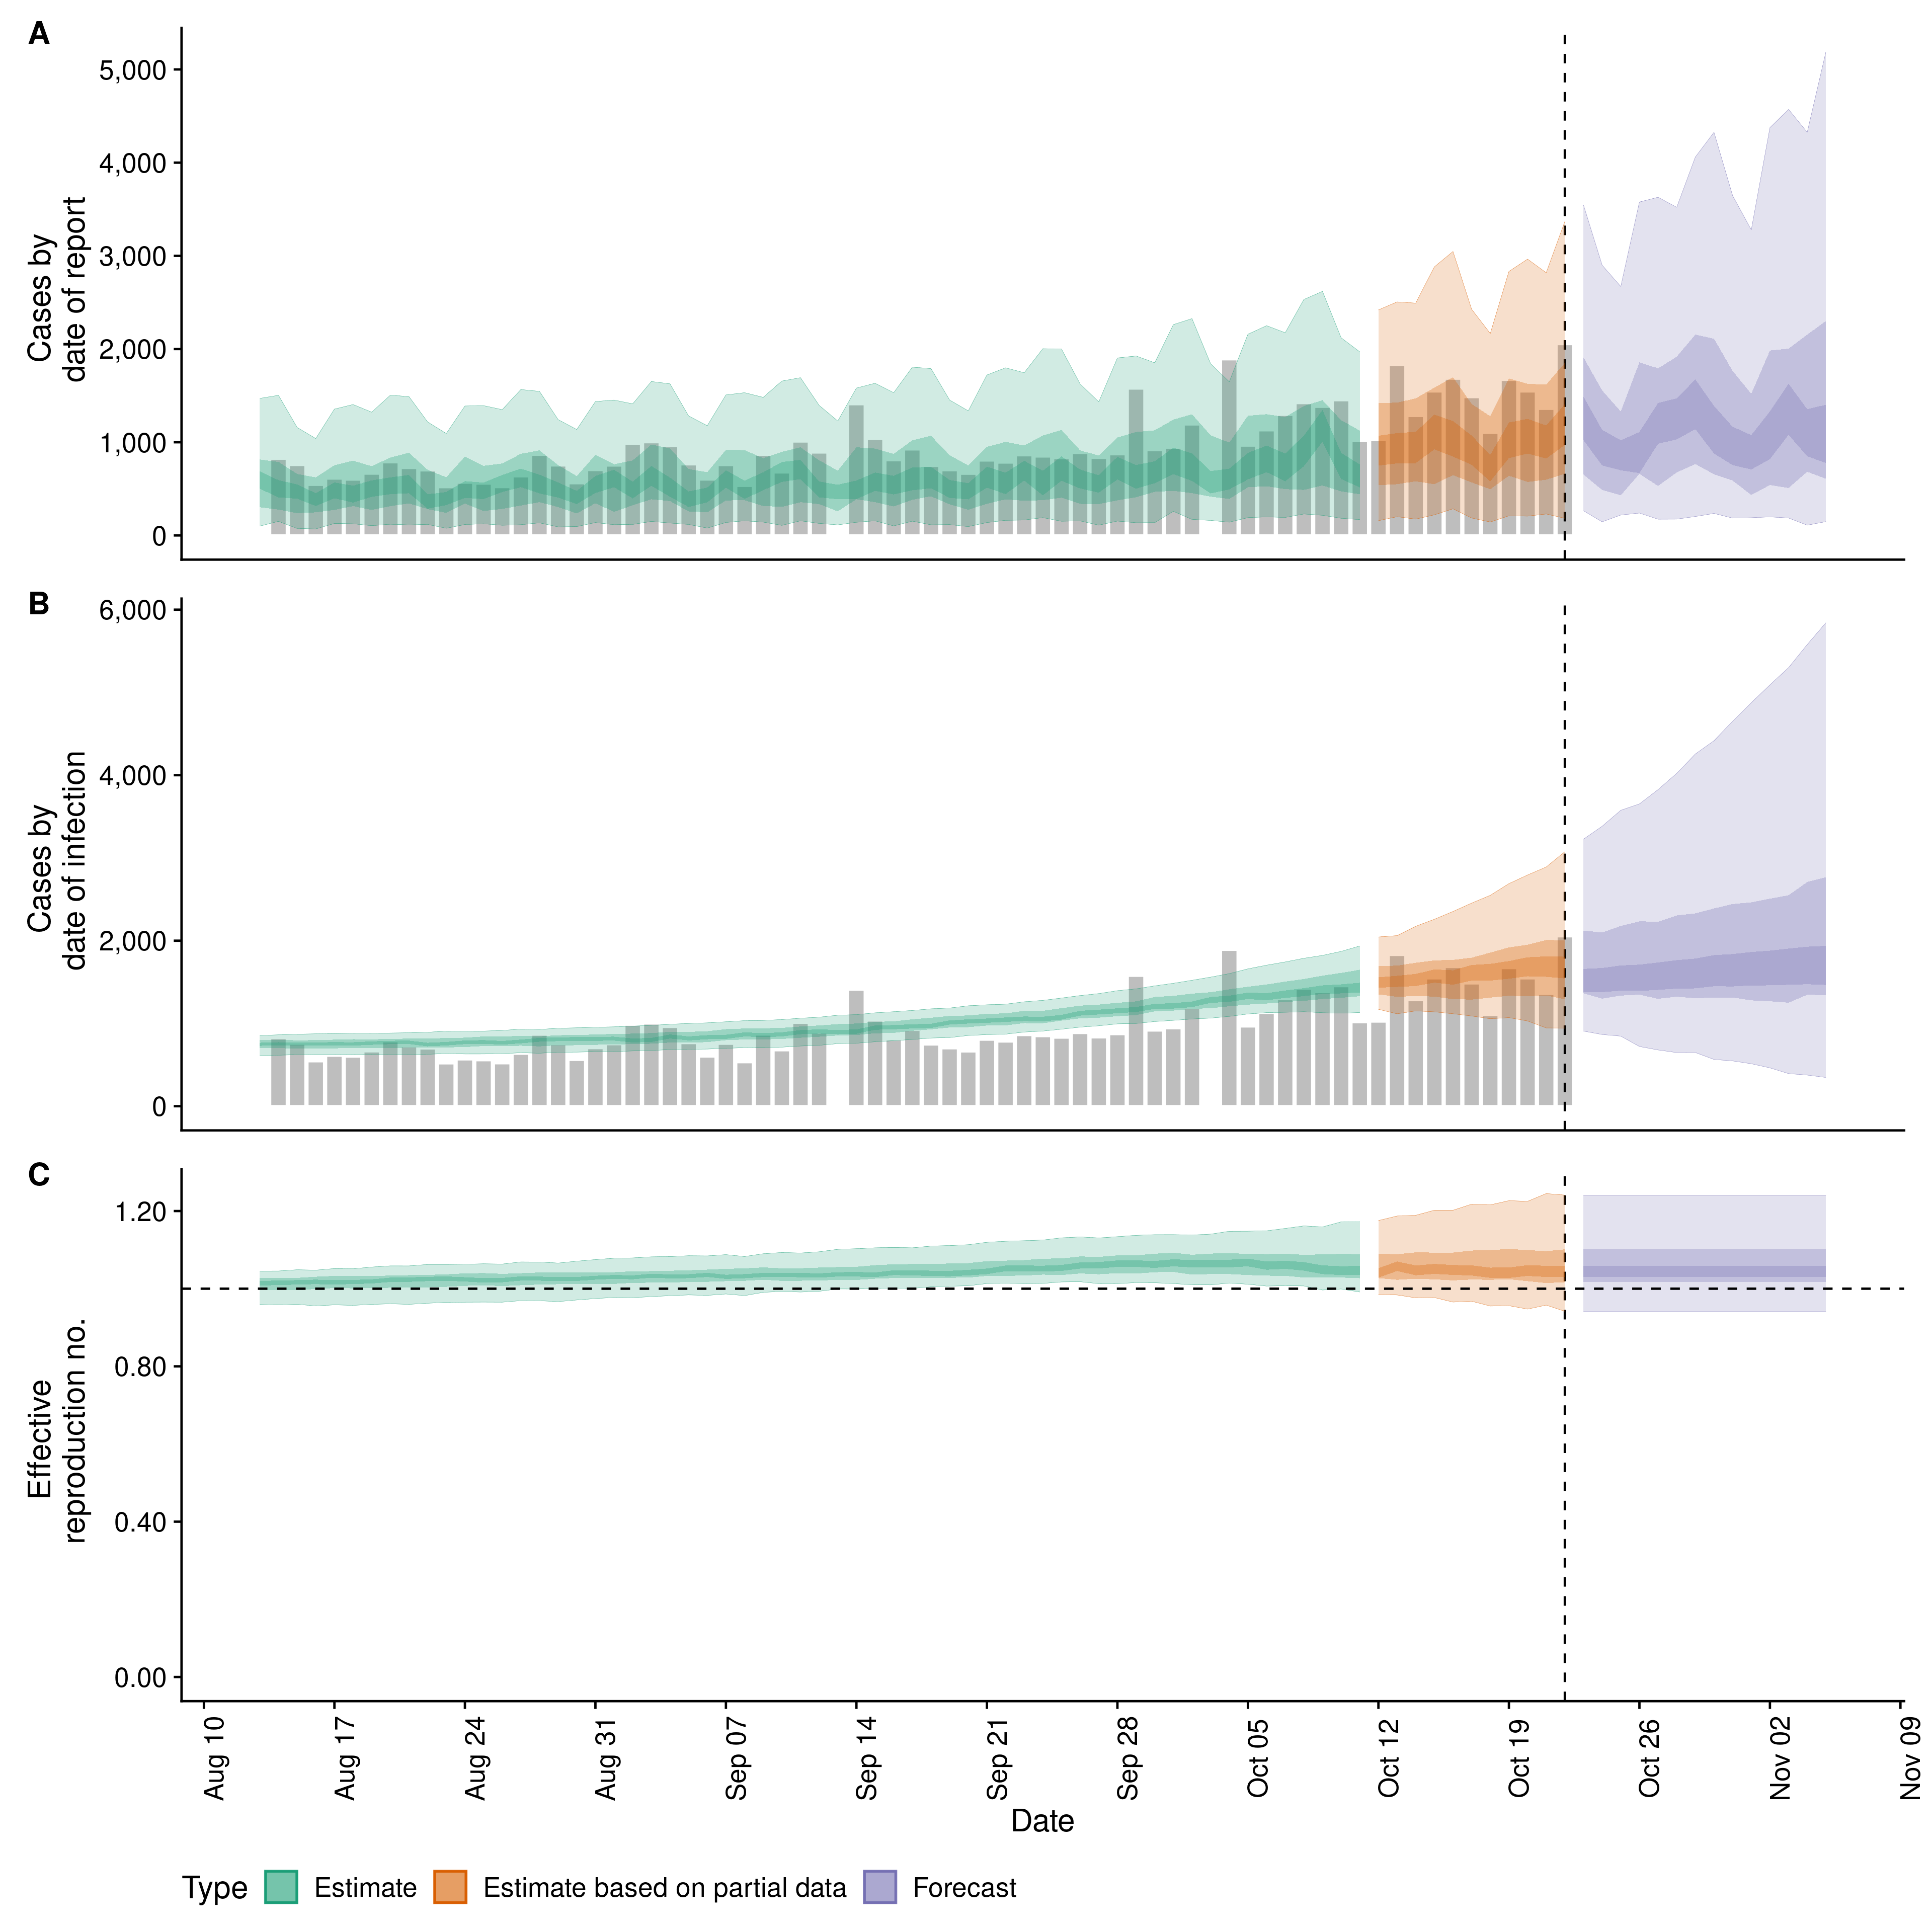 A
5,000
4,000
3,000
2,000
1,000
0
Cases by
date of report
B
6,000
4,000
2,000
0
Cases by
date of infection
C
1.20
0.80
0.40
0.00
Effective
reproduction no.
Aug 10
Aug 17
Aug 24
Aug 31
Sep 07
Sep 14
Sep 21
Sep 28
Oct 05
Oct 12
Oct 19
Oct 26
Nov 02
Nov 09
Date
Type Estimate Estimate based on partial data Forecast